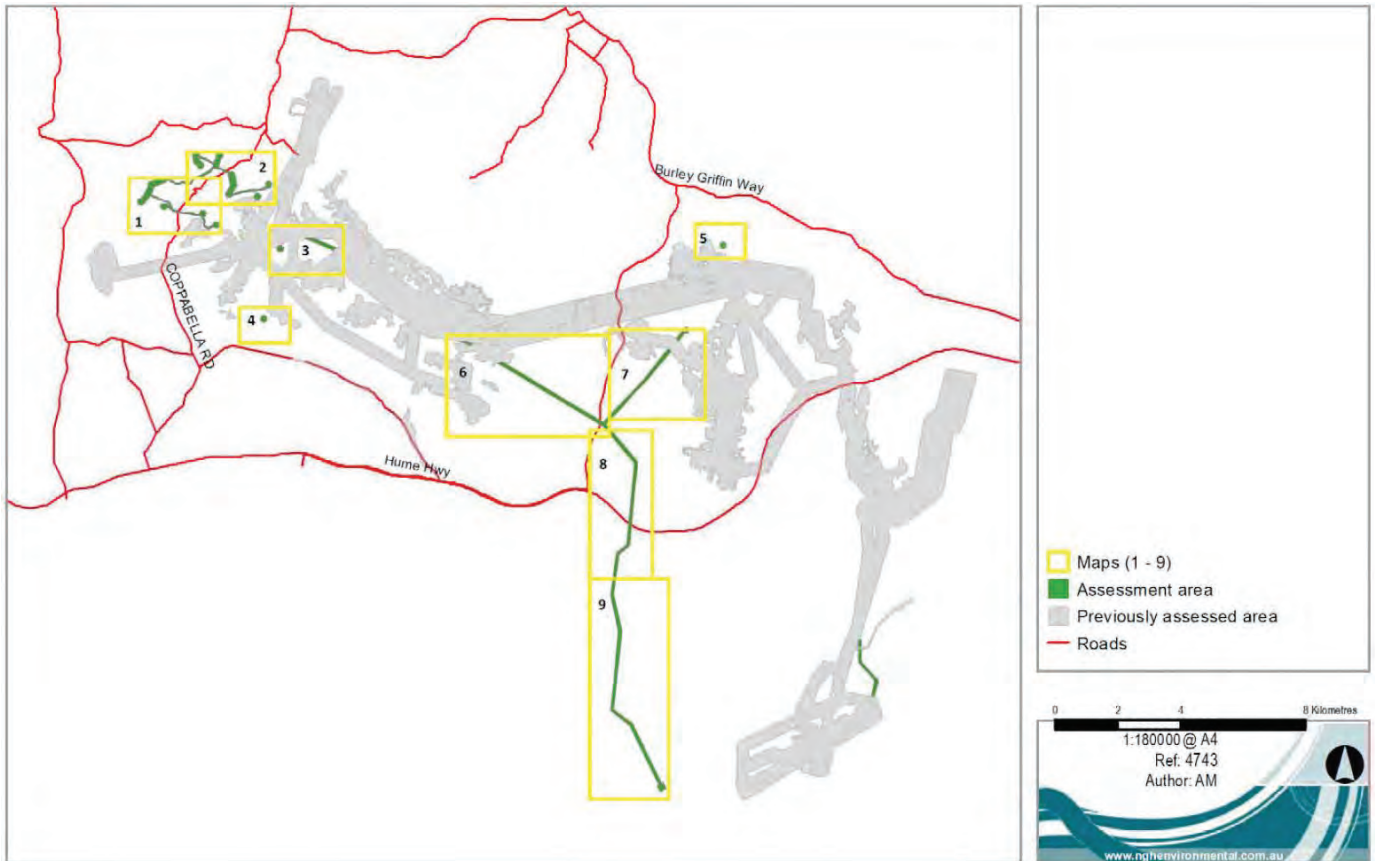 Burley Griffin Way
2
1
5
3
COPPABELLA RD
4
6
7
Hume Hwy
8
9
Maps (1 - 9)
Assessment area
Previously assessed area
Roads
0 2 4 8 Kilometres
1:180000 @ A4
Ref: 4743
Author: AM
www.nghenvironmental.com.au